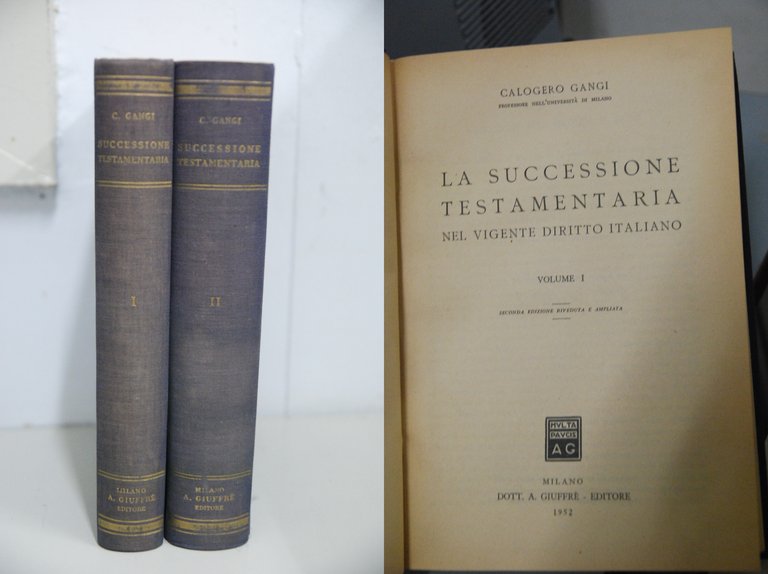 C. GANGI
SUCCESSIONE
TESTAMENTARIA
I
MILANO
A. GIUFFRÈ
EDITORE
C. GANGI
SUCCESSIONE
TESTAMENTARIA
II
MILANO
A. GIUFFRÈ
EDITORE
CALOGERO GANGI
PROFESSORE NELL'UNIVERSITÀ DI MILANO
LA SUCCESSIONE
TESTAMENTARIA
NEL VIGENTE DIRITTO ITALIANO
VOLUME I
SECONDA EDIZIONE RIVEDUTA E AMPLIATA
MVLTA
PAVCIS
AG
MILANO
DOTT. A. GIUFFRÈ - EDITORE
1952